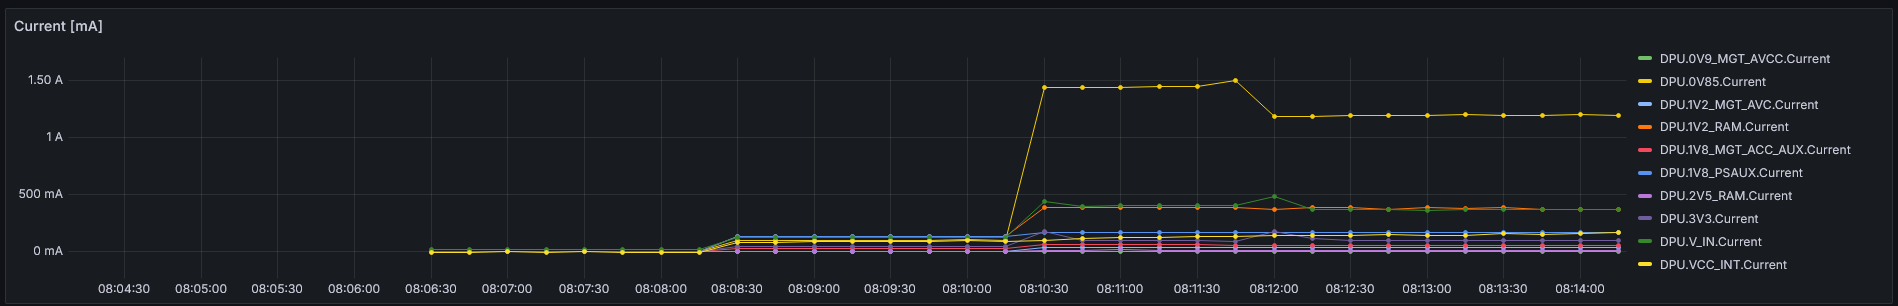 Current [mA]
1.50 A
1 A
500 mA
0 mA
08:04:30 08:05:00 08:05:30 08:06:00 08:06:30 08:07:00 08:07:30 08:08:00 08:08:30 08:09:00 08:09:30 08:10:00 08:10:30 08:11:00 08:11:30 08:12:00 08:12:30 08:13:00 08:13:30 08:14:00
DPU.0V9_MGT_AVCC.Current
DPU.0V85.Current
DPU.1V2_MGT_AVC.Current
DPU.1V2_RAM.Current
DPU.1V8_MGT_ACC_AUX.Current
DPU.1V8_PSAUX.Current
DPU.2V5_RAM.Current
DPU.3V3.Current
DPU.V_IN.Current
DPU.VCC_INT.Current